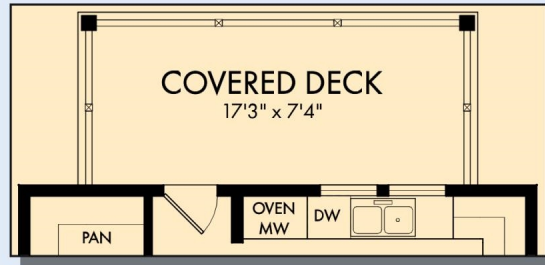 COVERED DECK
17'3" x 7'4"
OVEN
MW
DW
PAN